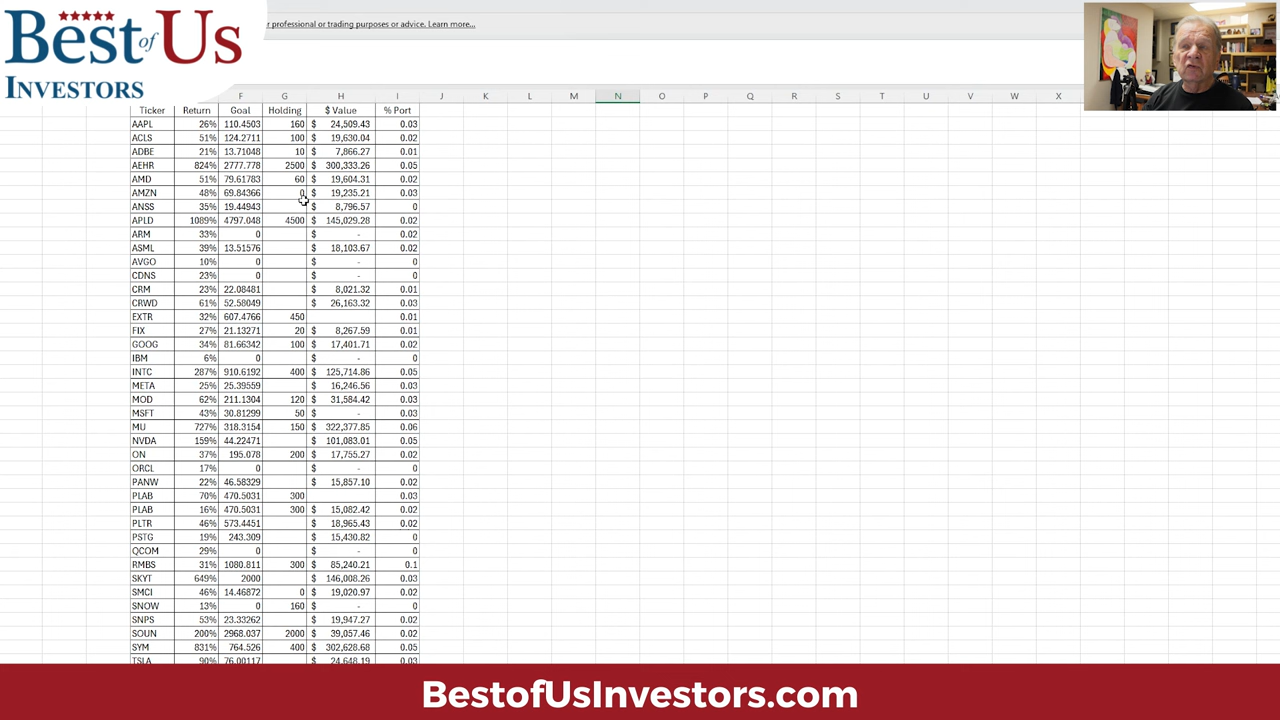 Best of Us
INVESTORS
r professional or trading purposes or advice. Learn more...
F G H I J K L M N O P Q R S T U V W X
Ticker Return Goal Holding $ Value % Port
AAPL 26% 110.4503 160 $ 24,509.43 0.03
ACLS 51% 124.2711 100 $ 19,630.04 0.02
ADBE 21% 13.71048 10 $ 7,866.27 0.01
AEHR 824% 2777.778 2500 $ 300,333.26 0.05
AMD 51% 79.61783 60 $ 19,604.31 0.02
AMZN 48% 69.84366 0 $ 19,235.21 0.03
ANSS 35% 19.44943 $ 8,796.57 0
APLD 1089% 4797.048 4500 $ 145,029.28 0.02
ARM 33% 0 $ - 0.02
ASML 39% 13.51576 $ 18,103.67 0.02
AVGO 10% 0 $ - 0
CDNS 23% 0 $ - 0
CRM 23% 22.08481 $ 8,021.32 0.01
CRWD 61% 52.58049 $ 26,163.32 0.03
EXTR 32% 607.4766 450 0.01
FIX 27% 21.13271 20 $ 8,267.59 0.01
GOOG 34% 81.66342 100 $ 17,401.71 0.02
IBM 6% 0 $ - 0
INTC 287% 910.6192 400 $ 125,714.86 0.05
META 25% 25.39559 $ 16,246.56 0.03
MOD 62% 211.1304 120 $ 31,584.42 0.03
MSFT 43% 30.81299 50 $ - 0.03
MU 727% 318.3154 150 $ 322,377.85 0.06
NVDA 159% 44.22471 $ 101,083.01 0.05
ON 37% 195.078 200 $ 17,755.27 0.02
ORCL 17% 0 $ - 0
PANW 22% 46.58329 $ 15,857.10 0.02
PLAB 70% 470.5031 300 0.03
PLAB 16% 470.5031 300 $ 15,082.42 0.02
PLTR 46% 573.4451 $ 18,965.43 0.02
PSTG 19% 243.309 $ 15,430.82 0
QCOM 29% 0 $ - 0
RMBS 31% 1080.811 300 $ 85,240.21 0.1
SKYT 649% 2000 $ 146,008.26 0.03
SMCI 46% 14.46872 0 $ 19,020.97 0.02
SNOW 13% 0 160 $ - 0
SNPS 53% 23.33262 $ 19,947.27 0.02
SOUN 200% 2968.037 2000 $ 39,057.46 0.02
SYM 831% 764.526 400 $ 302,628.68 0.05
TSLA 90% 76.00117 $ 24,648.19 0.03
BestofUsInvestors.com